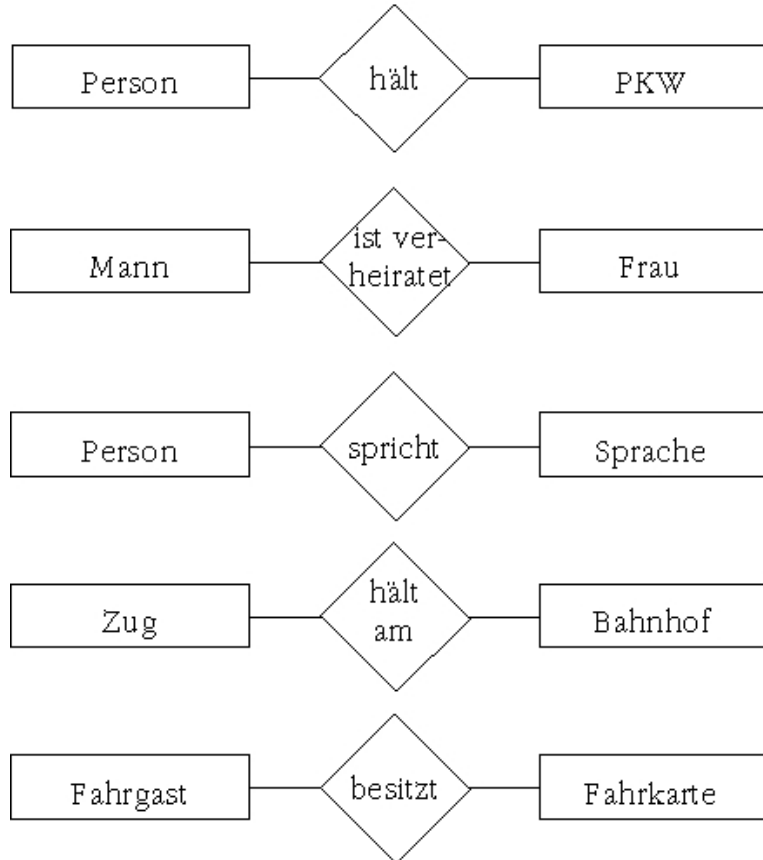 Person hält PKW
Mann ist ver-
heiratet Frau
Person spricht Sprache
Zug hält
am Bahnhof
Fahrgast besitzt Fahrkarte